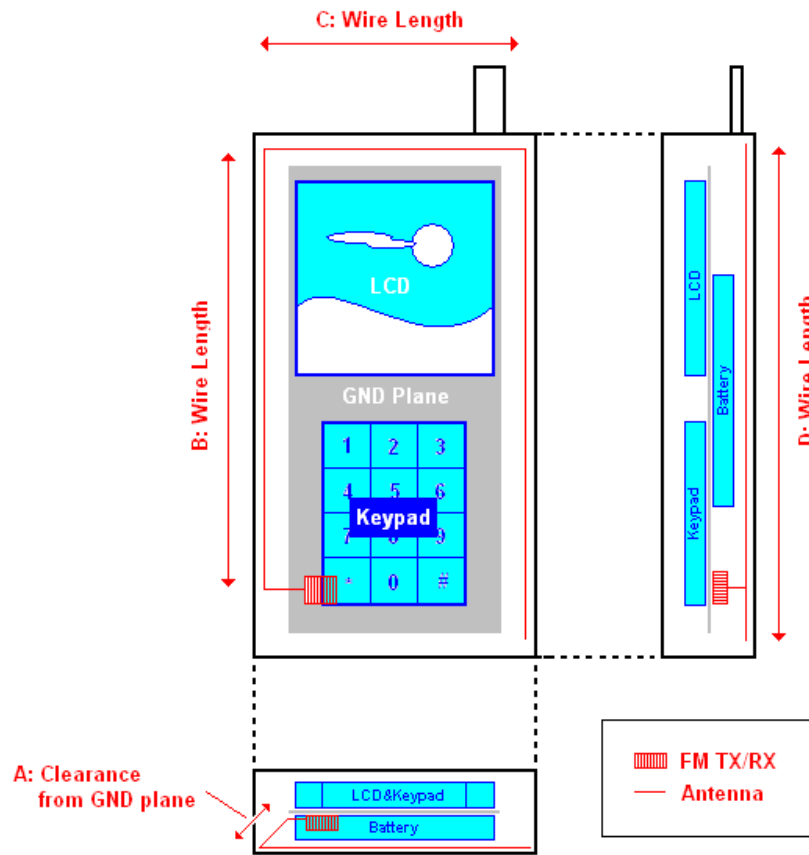 C: Wire Length
B: Wire Length
D: Wire Length
LCD
GND Plane
1 2 3
4 5 6
7 8 9
Keypad
* 0 #
LCD
Battery
Keypad
A: Clearance
from GND plane
LCD&Keypad
Battery
FM TX/RX
Antenna